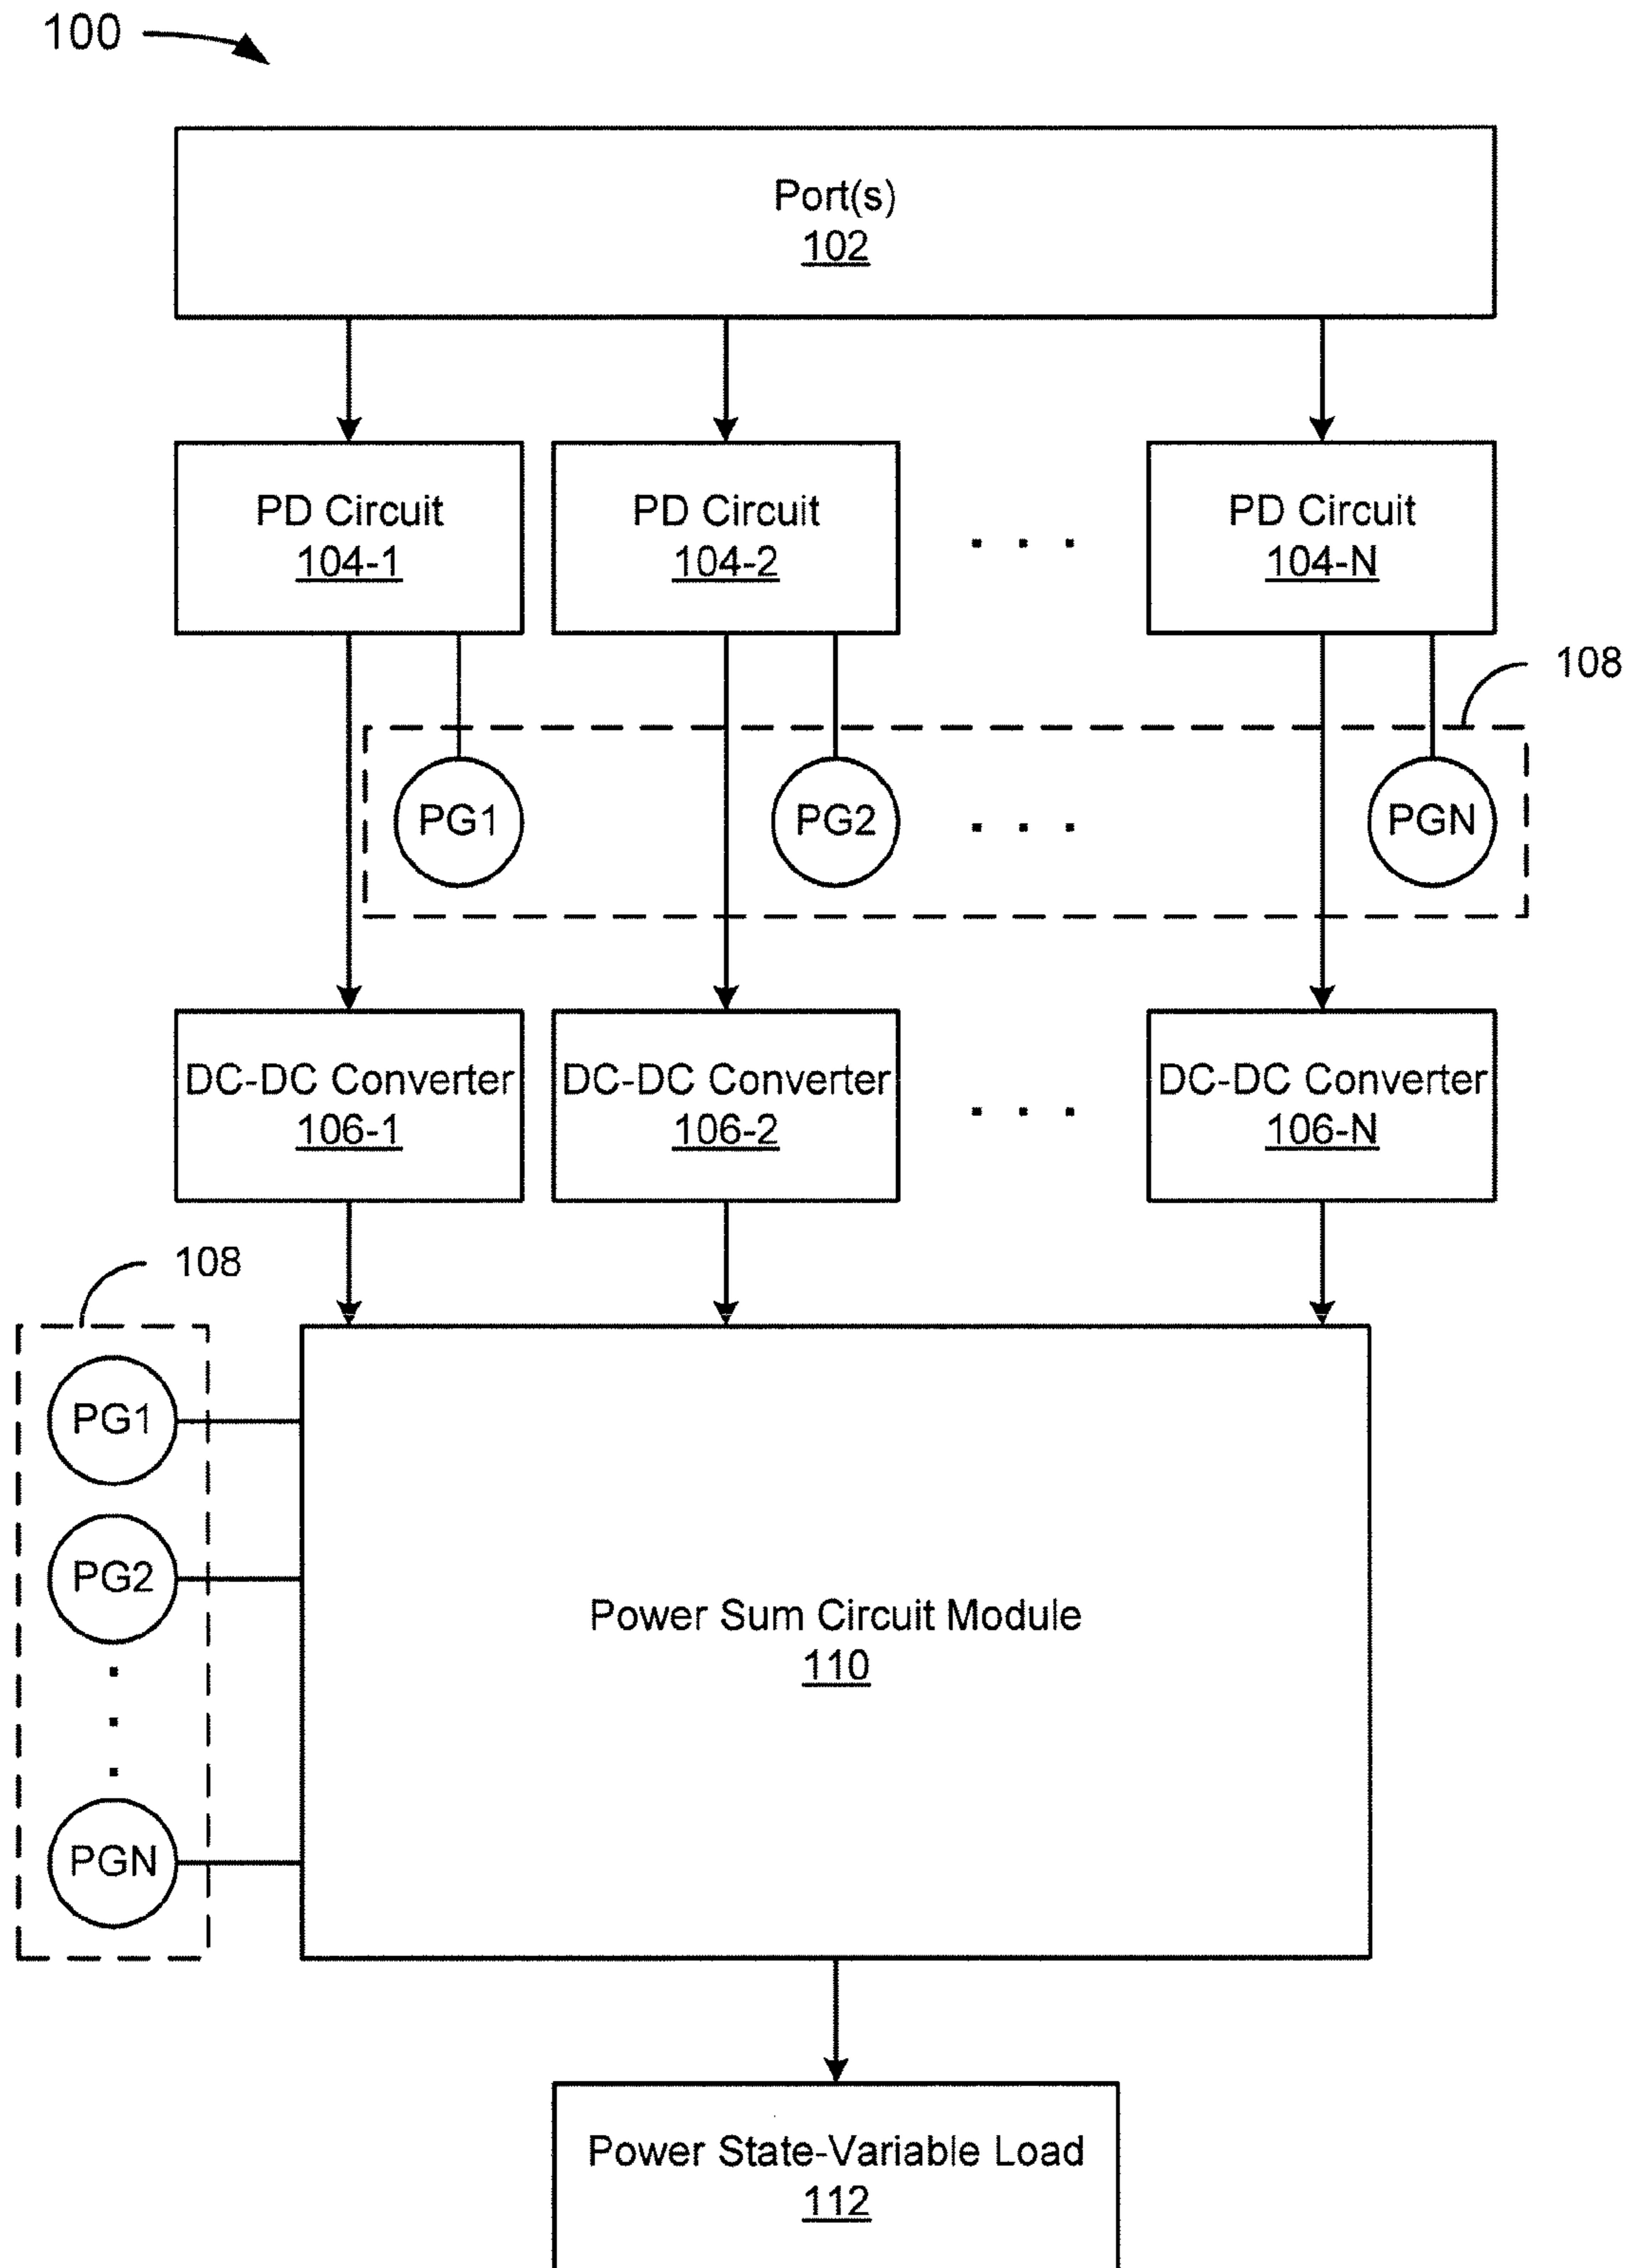 100
Port(s)
102
PD Circuit
104-1
PD Circuit
104-2
. . .
PD Circuit
104-N
108
PG1
PG2
. . .
PGN
DC-DC Converter
106-1
DC-DC Converter
106-2
. . .
DC-DC Converter
106-N
108
PG1
PG2
.
.
.
PGN
Power Sum Circuit Module
110
Power State-Variable Load
112